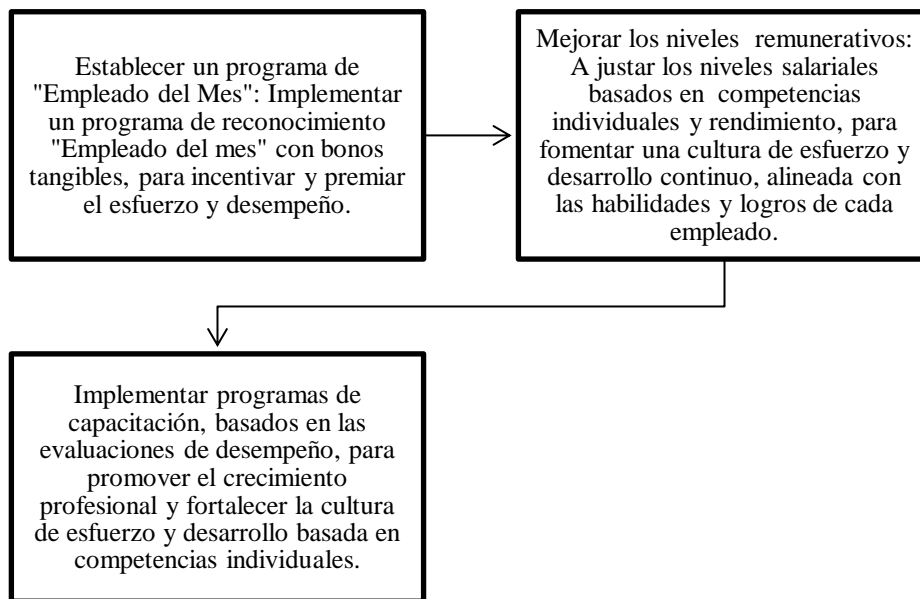 Establecer un programa de
"Empleado del Mes": Implementar
un programa de reconocimiento
"Empleado del mes" con bonos
tangibles, para incentivar y premiar
el esfuerzo y desempeño.
Mejorar los niveles  remunerativos:
A justar los niveles salariales
basados en  competencias
individuales y rendimiento, para
fomentar una cultura de esfuerzo y
desarrollo continuo, alineada con
las habilidades y logros de cada
empleado.
Implementar programas de
capacitación, basados en las
evaluaciones de desempeño, para
promover el crecimiento
profesional y fortalecer la cultura
de esfuerzo y desarrollo basada en
competencias individuales.